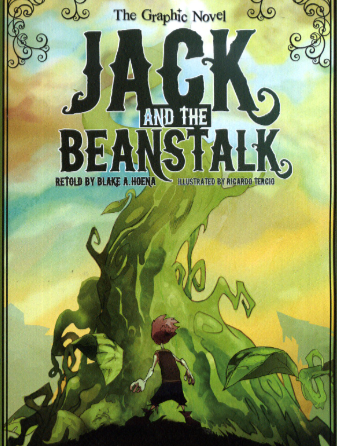 The Graphic Novel
JACK
AND THE
BEANSTALK
RETOLD BY BLAKE A. HOENA ILLUSTRATED BY RICARDO TERCIO